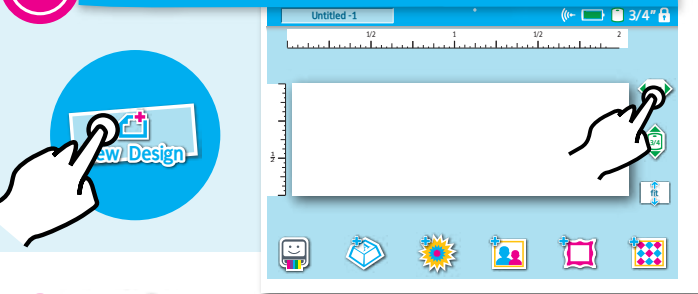 Untitled -1
3/4"
1/2
1
1/2
2
1/2
3/4
fit
New Design